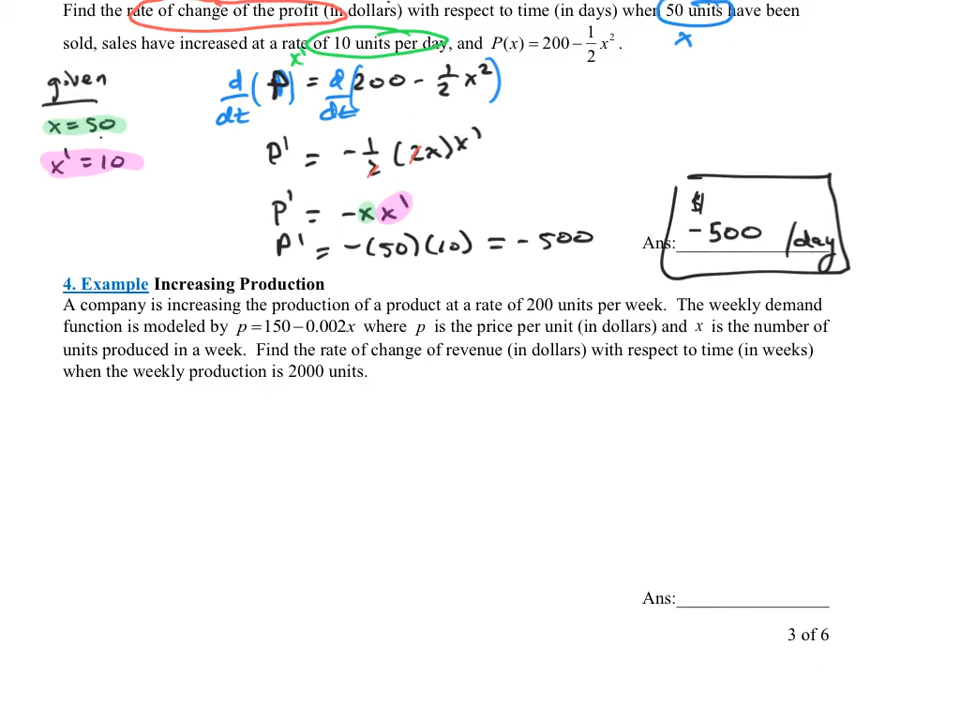 Find the rate of change of the profit (in dollars) with respect to time (in days) when 50 units have been
sold, sales have increased at a rate of 10 units per day, and P(x) = 200 − 1/2 x².
x
x'
given
d/dt (P) = d/dt (200 - 1/2 x²)
x = 50
P' = - 1/2 (2x) x'
x' = 10
P' = -x x'
P' = -(50)(10) = -500
Ans: $ -500 /day
4. Example Increasing Production
A company is increasing the production of a product at a rate of 200 units per week. The weekly demand
function is modeled by p = 150 − 0.002x where p is the price per unit (in dollars) and x is the number of
units produced in a week. Find the rate of change of revenue (in dollars) with respect to time (in weeks)
when the weekly production is 2000 units.
Ans:_________________
3 of 6